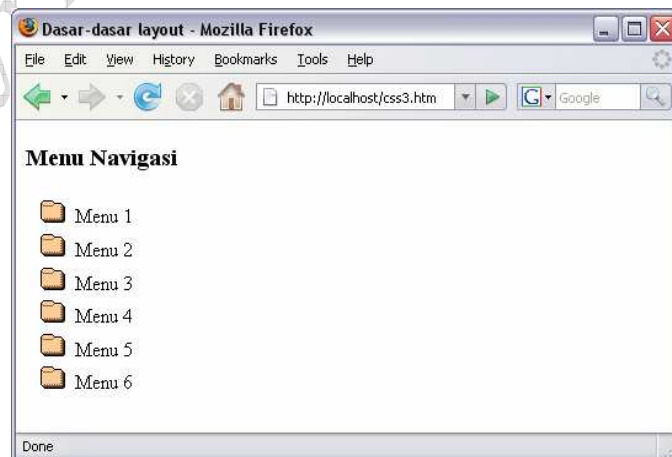 Dasar-dasar layout - Mozilla Firefox
File Edit View History Bookmarks Tools Help
http://localhost/css3.htm G Google
Menu Navigasi
Menu 1
Menu 2
Menu 3
Menu 4
Menu 5
Menu 6
Done